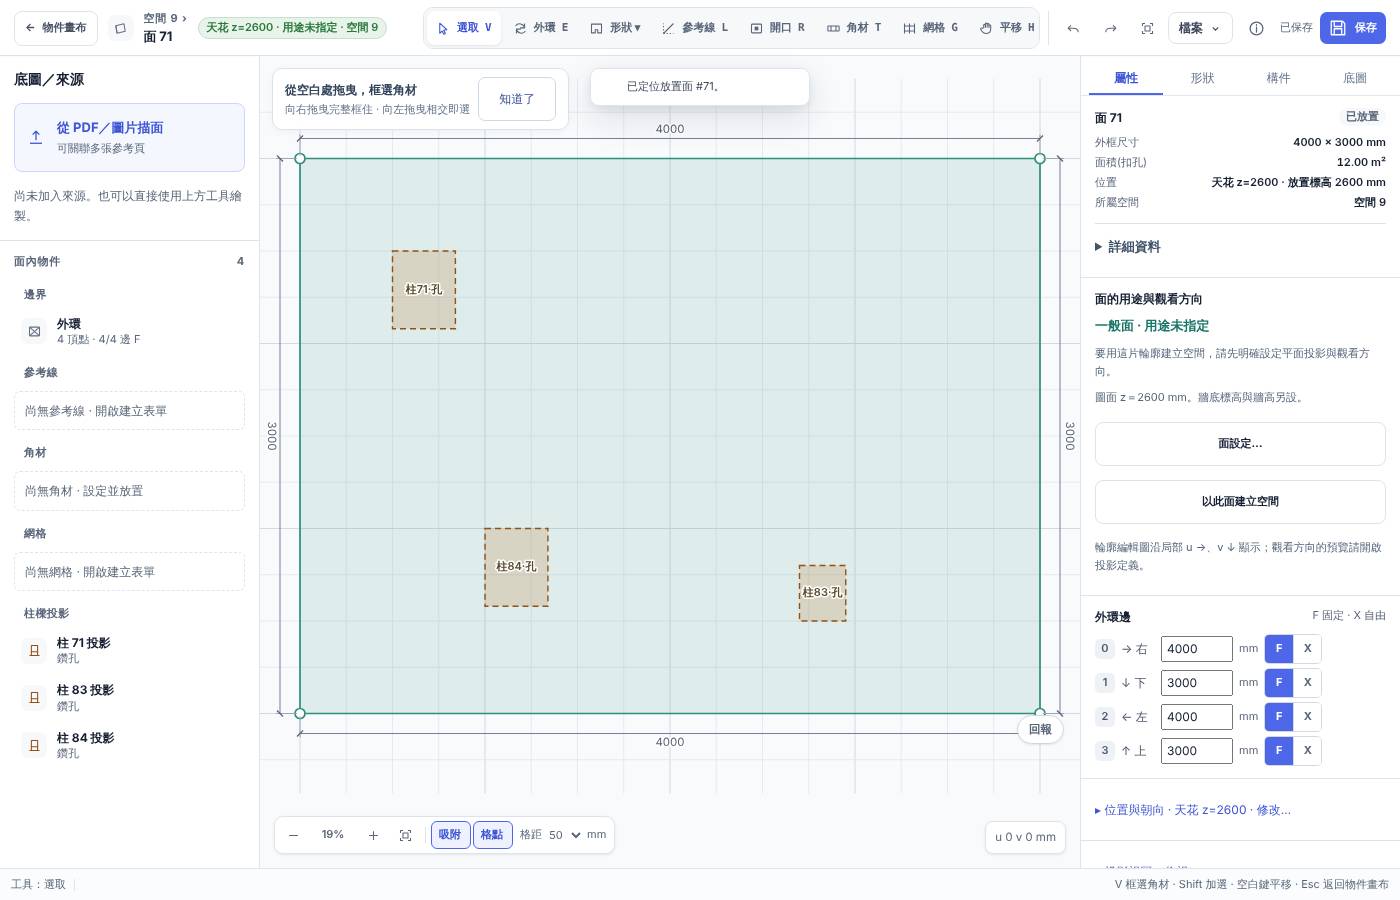 物件畫布
空間 9 ›
面 71
天花 z=2600 · 用途未指定 · 空間 9
選取 V
外環 E
形狀▾
參考線 L
開口 R
角材 T
網格 G
平移 H
檔案
已保存
保存
底圖／來源
從 PDF／圖片描面
可關聯多張參考頁
尚未加入來源。也可以直接使用上方工具繪
製。
面內物件 4
邊界
外環
4 頂點 · 4/4 邊 F
參考線
尚無參考線 · 開啟建立表單
角材
尚無角材 · 設定並放置
網格
尚無網格 · 開啟建立表單
柱樑投影
柱 71 投影
鑽孔
柱 83 投影
鑽孔
柱 84 投影
鑽孔
從空白處拖曳，框選角材
向右拖曳完整框住 · 向左拖曳相交即選
知道了
已定位放置面 #71。
4000
3000
3000
柱71·孔
柱84·孔
柱83·孔
4000
回報
19%
吸附
格點
格距 50 mm
u 0 v 0 mm
屬性
形狀
構件
底圖
面 71 已放置
外框尺寸 4000 × 3000 mm
面積(扣孔) 12.00 m²
位置 天花 z=2600 · 放置標高 2600 mm
所屬空間 空間 9
▶ 詳細資料
面的用途與觀看方向
一般面 · 用途未指定
要用這片輪廓建立空間，請先明確設定平面投影與觀看方
向。
圖面 z = 2600 mm。牆底標高與牆高另設。
面設定...
以此面建立空間
輪廓編輯圖沿局部 u →、v ↓ 顯示；觀看方向的預覽請開啟
投影定義。
外環邊 F 固定 · X 自由
0 → 右 4000 mm F X
1 ↓ 下 3000 mm F X
2 ← 左 4000 mm F X
3 ↑ 上 3000 mm F X
▸ 位置與朝向 · 天花 z=2600 · 修改...
工具：選取
V 框選角材 · Shift 加選 · 空白鍵平移 · Esc 返回物件畫布